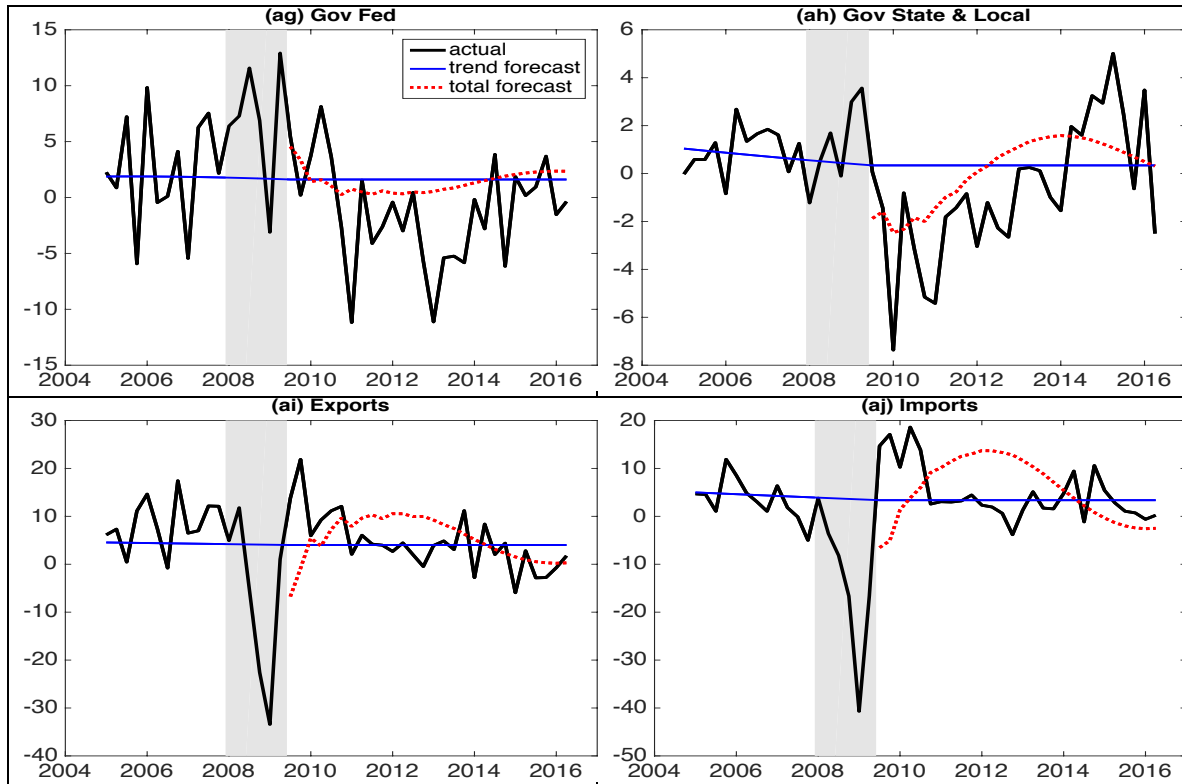 (ag) Gov Fed
15
10
5
0
-5
-10
-15
2004 2006 2008 2010 2012 2014 2016
actual
trend forecast
total forecast
(ah) Gov State & Local
6
4
2
0
-2
-4
-6
-8
2004 2006 2008 2010 2012 2014 2016
(ai) Exports
30
20
10
0
-10
-20
-30
-40
2004 2006 2008 2010 2012 2014 2016
(aj) Imports
20
10
0
-10
-20
-30
-40
-50
2004 2006 2008 2010 2012 2014 2016